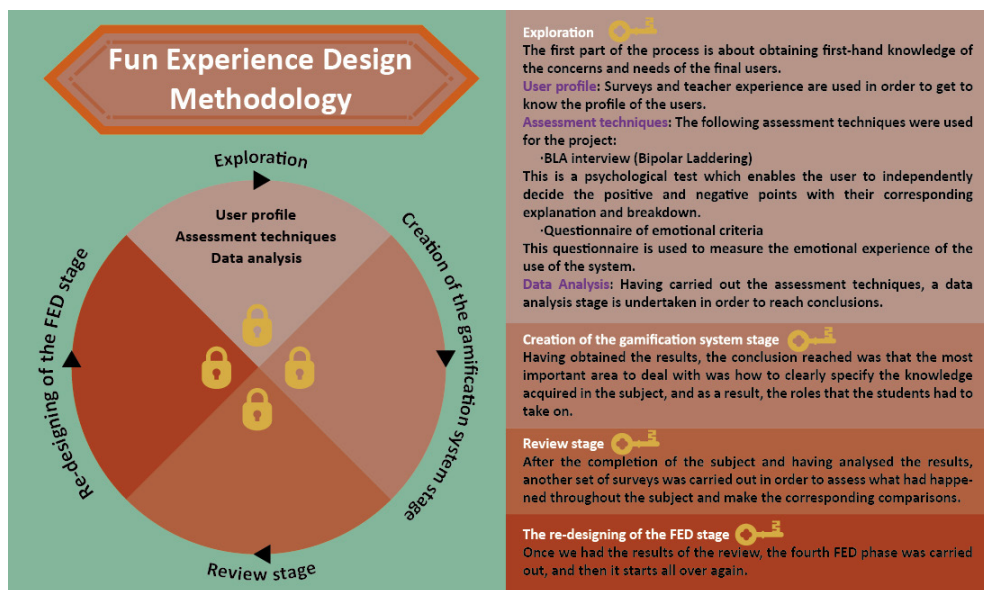 Fun Experience Design
Methodology
Exploration
User profile
Assessment techniques
Data analysis
Creation of the gamification system stage
Review stage
Re-designing of the FED stage
Exploration
The first part of the process is about obtaining first-hand knowledge of
the concerns and needs of the final users.
User profile: Surveys and teacher experience are used in order to get to
know the profile of the users.
Assessment techniques: The following assessment techniques were used
for the project:
·BLA interview (Bipolar Laddering)
This is a psychological test which enables the user to independently
decide the positive and negative points with their corresponding
explanation and breakdown.
·Questionnaire of emotional criteria
This questionnaire is used to measure the emotional experience of the
use of the system.
Data Analysis: Having carried out the assessment techniques, a data
analysis stage is undertaken in order to reach conclusions.
Creation of the gamification system stage
Having obtained the results, the conclusion reached was that the most
important area to deal with was how to clearly specify the knowledge
acquired in the subject, and as a result, the roles that the students had to
take on.
Review stage
After the completion of the subject and having analysed the results,
another set of surveys was carried out in order to assess what had happe-
ned throughout the subject and make the corresponding comparisons.
The re-designing of the FED stage
Once we had the results of the review, the fourth FED phase was carried
out, and then it starts all over again.